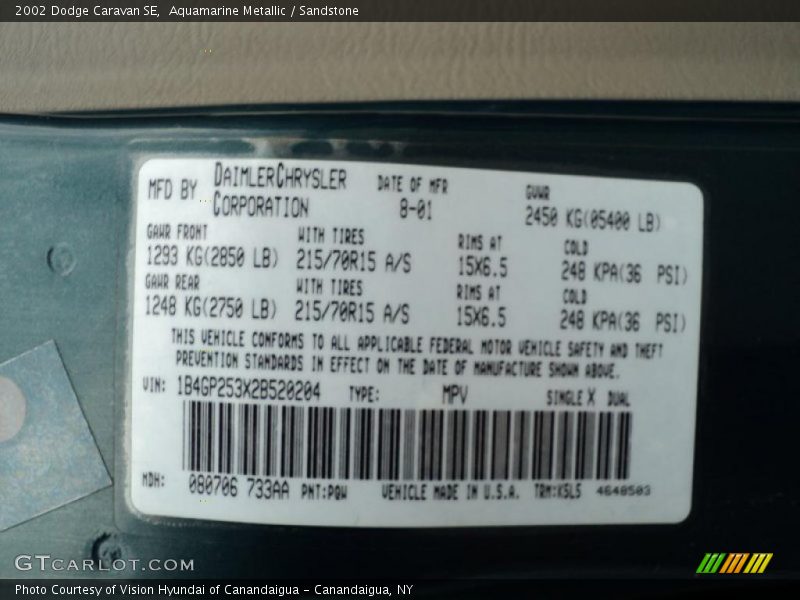 2002 Dodge Caravan SE,  Aquamarine Metallic / Sandstone
MFD BY DAIMLERCHRYSLER CORPORATION DATE OF MFR 8-01 GVWR 2450 KG(05400 LB)
GAWR FRONT WITH TIRES RIMS AT COLD
1293 KG(2850 LB) 215/70R15 A/S 15X6.5 248 KPA(36 PSI)
GAWR REAR WITH TIRES RIMS AT COLD
1248 KG(2750 LB) 215/70R15 A/S 15X6.5 248 KPA(36 PSI)
THIS VEHICLE CONFORMS TO ALL APPLICABLE FEDERAL MOTOR VEHICLE SAFETY AND THEFT
PREVENTION STANDARDS IN EFFECT ON THE DATE OF MANUFACTURE SHOWN ABOVE.
VIN: 1B4GP253X2B520204 TYPE: MPV SINGLE X DUAL
MDH: 080706 733AA PNT:PQW VEHICLE MADE IN U.S.A. TRM:K5L5 4648503
GTCARLOT.COM
Photo Courtesy of Vision Hyundai of Canandaigua – Canandaigua, NY